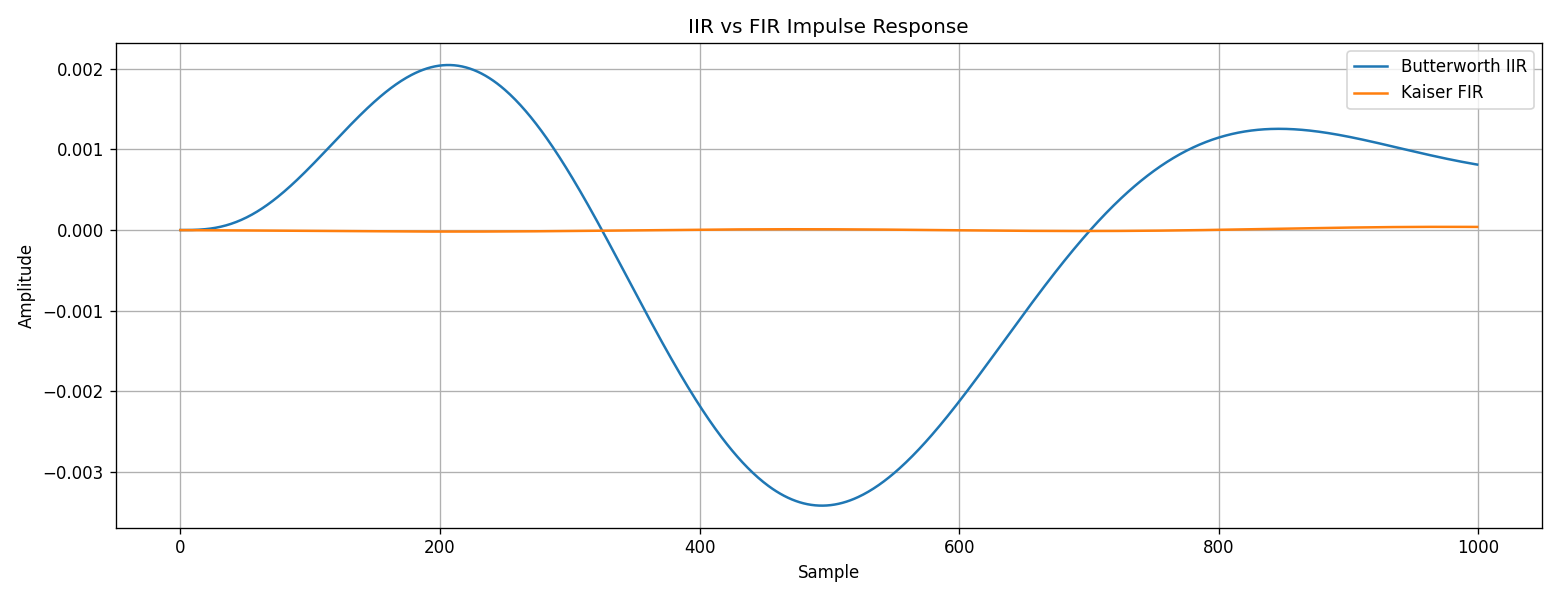 IIR vs FIR Impulse Response
Butterworth IIR
Kaiser FIR
0.002
0.001
0.000
−0.001
−0.002
−0.003
Amplitude
0 200 400 600 800 1000
Sample